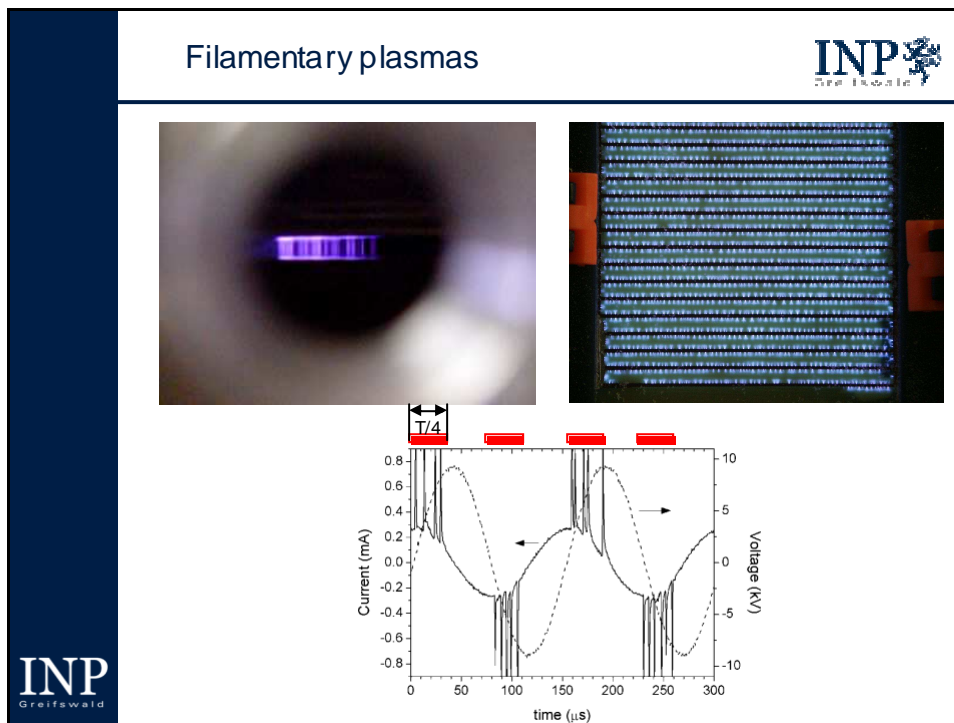 Filamentary plasmas
INP
Greifswald
T/4
0.8
0.6
0.4
0.2
0.0
-0.2
-0.4
-0.6
-0.8
Current (mA)
10
5
0
-5
-10
Voltage (kV)
0
50
100
150
200
250
300
time (μs)
INP
Greifswald